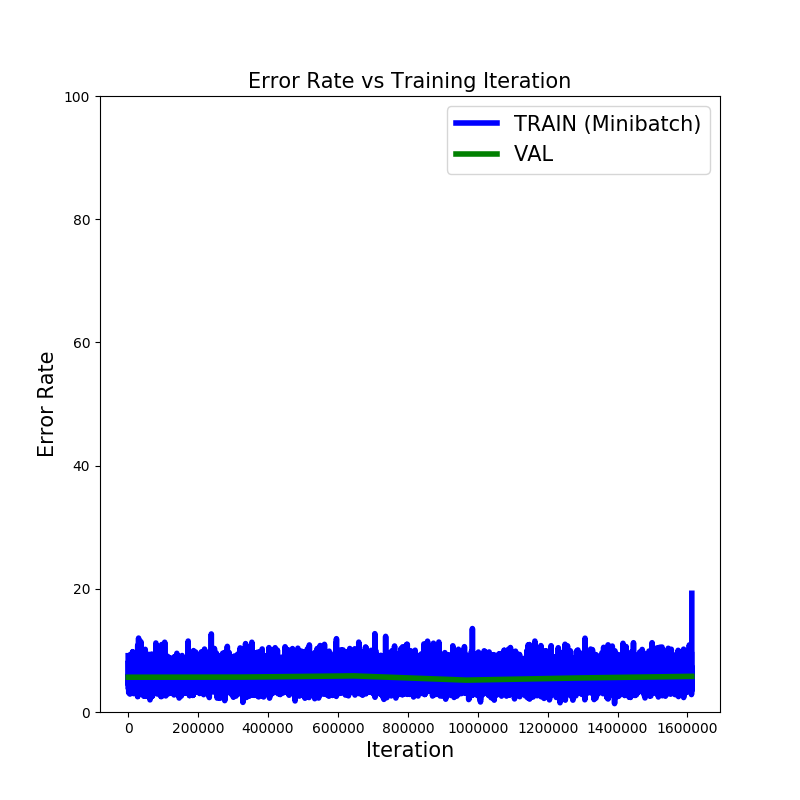 Error Rate vs Training Iteration
100
TRAIN (Minibatch)
VAL
80
60
Error Rate
40
20
0
0 200000 400000 600000 800000 1000000 1200000 1400000 1600000
Iteration